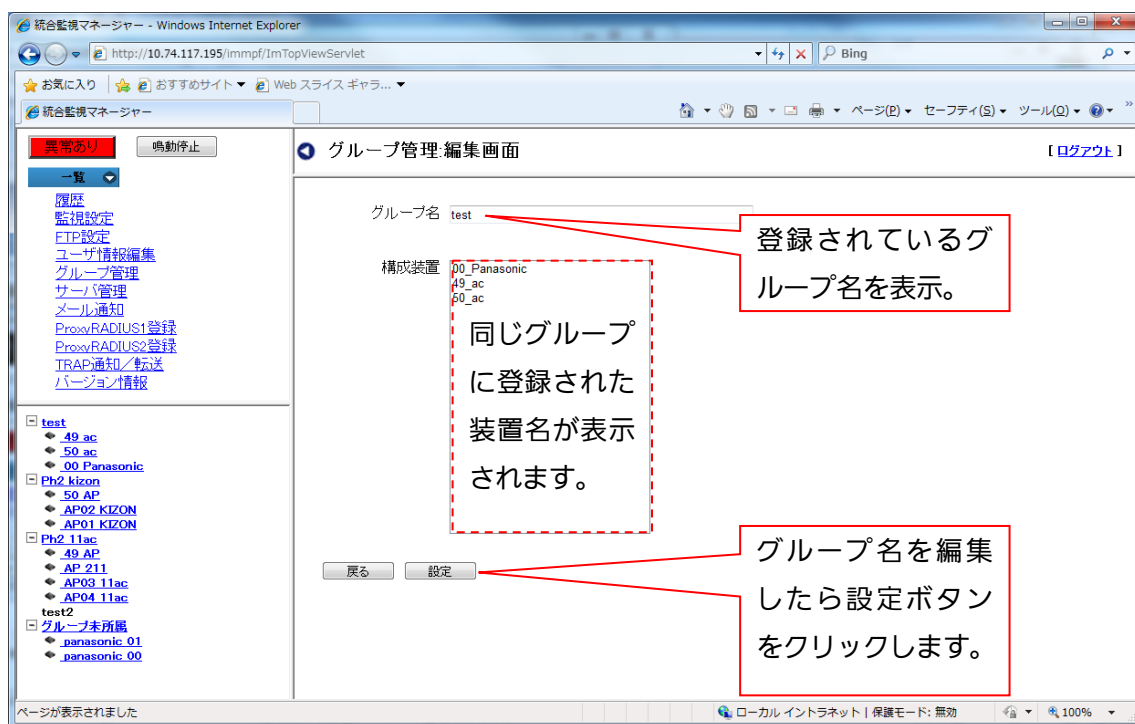 統合監視マネージャー - Windows Internet Explorer
http://10.74.117.195/immpf/ImTopViewServlet
Bing
お気に入り
おすすめサイト ▼
Web スライス ギャラ... ▼
統合監視マネージャー
ページ(P) ▼ セーフティ(S) ▼ ツール(O) ▼
異常あり
鳴動停止
一覧
履歴
監視設定
FTP設定
ユーザ情報編集
グループ管理
サーバ管理
メール通知
ProxyRADIUS1登録
ProxyRADIUS2登録
TRAP通知／転送
バージョン情報
test
49 ac
50 ac
00 Panasonic
Ph2 kizon
50 AP
AP02 KIZON
AP01 KIZON
Ph2 11ac
49 AP
AP 211
AP03 11ac
AP04 11ac
test2
グループ未所属
panasonic 01
panasonic 00
グループ管理:編集画面
[ ログアウト ]
グループ名 test
構成装置
00_Panasonic
49_ac
50_ac
同じグループ
に登録された
装置名が表示
されます。
登録されているグ
ループ名を表示。
戻る
設定
グループ名を編集
したら設定ボタン
をクリックします。
ページが表示されました
ローカル イントラネット | 保護モード: 無効
100%